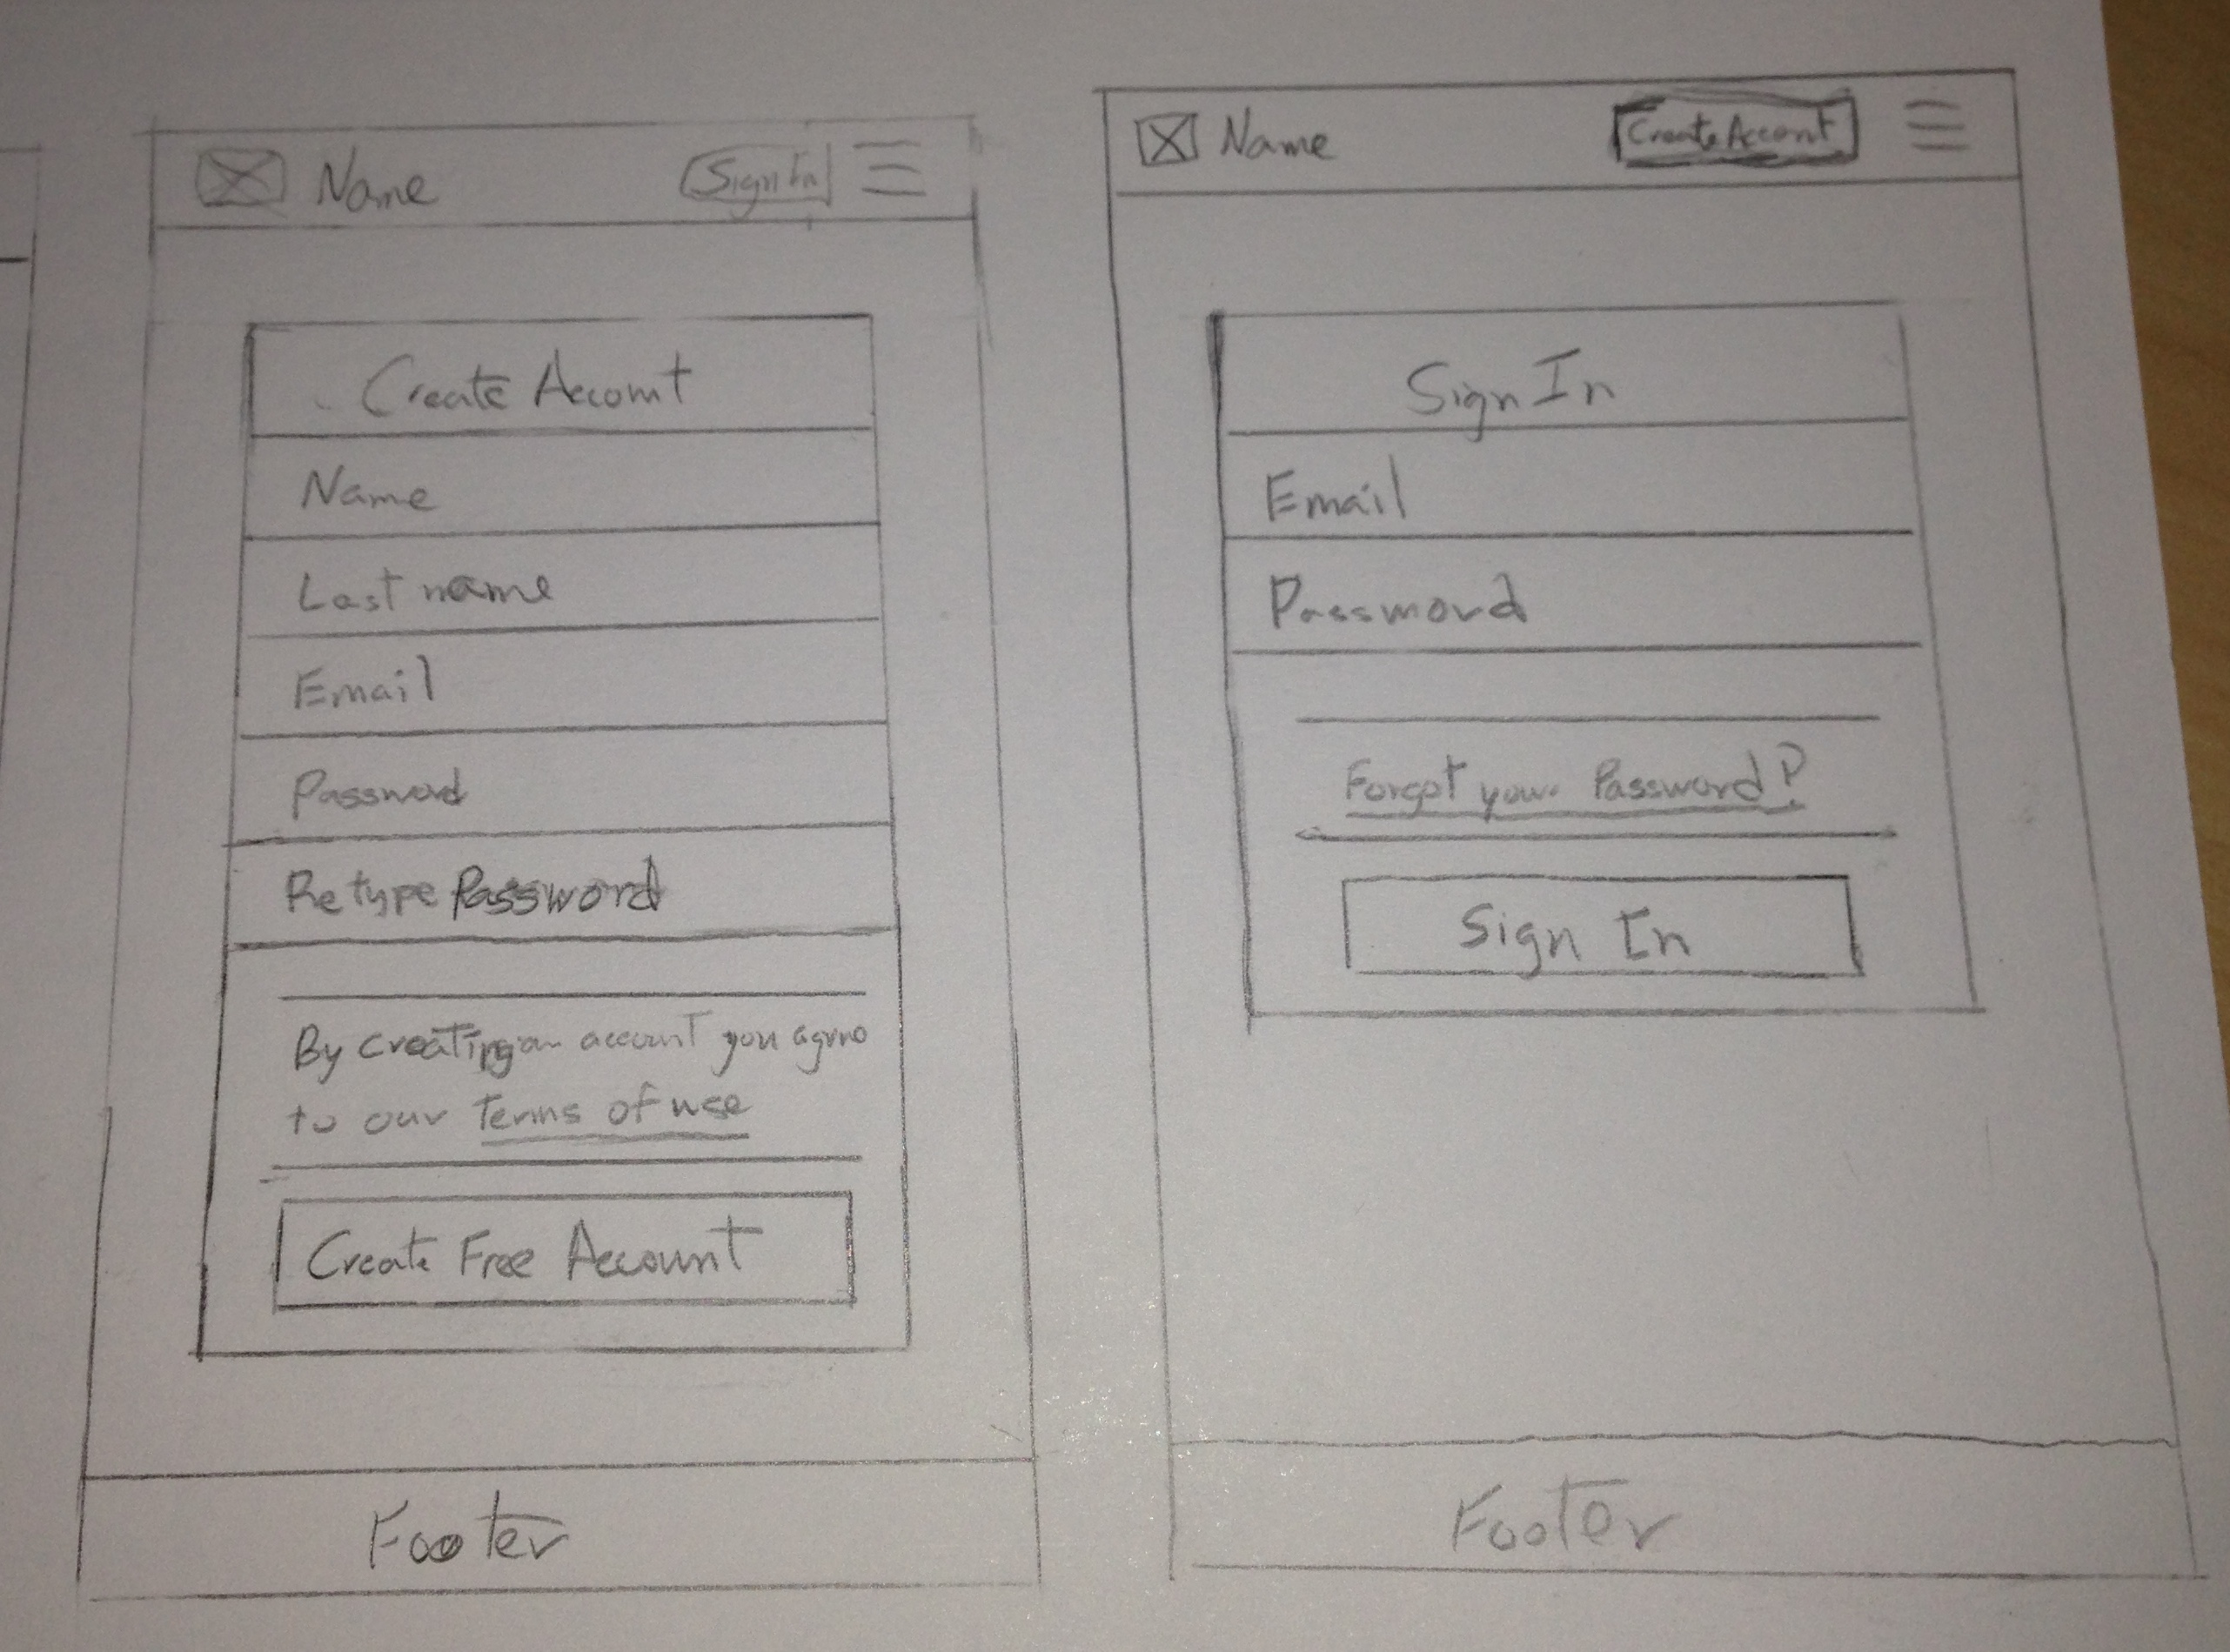 Name
Sign In
Create Account
Name
Last name
Email
Password
Retype Password
By creating an account you agree
to our terms of use
Create Free Account
Footer
Name
Create Account
Sign In
Email
Password
Forgot your Password?
Sign In
Footer